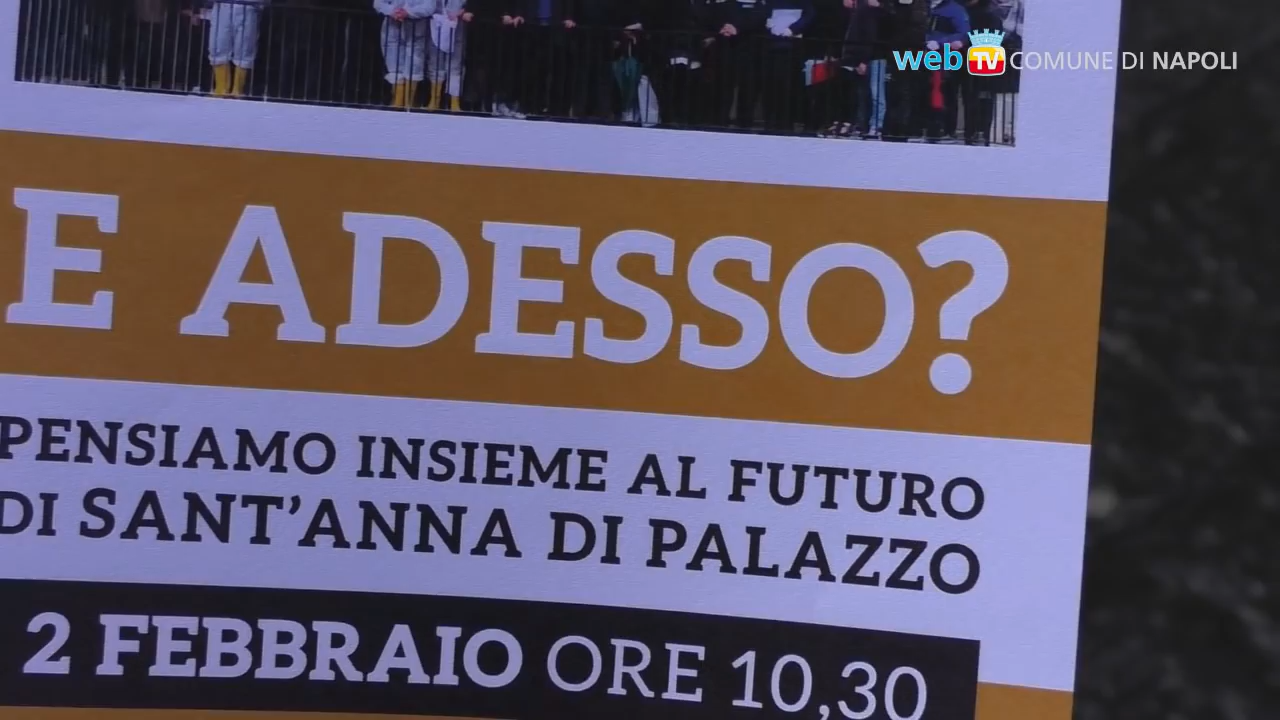 web TV COMUNE DI NAPOLI
E ADESSO?
PENSIAMO INSIEME AL FUTURO
DI SANT'ANNA DI PALAZZO
2 FEBBRAIO ORE 10,30